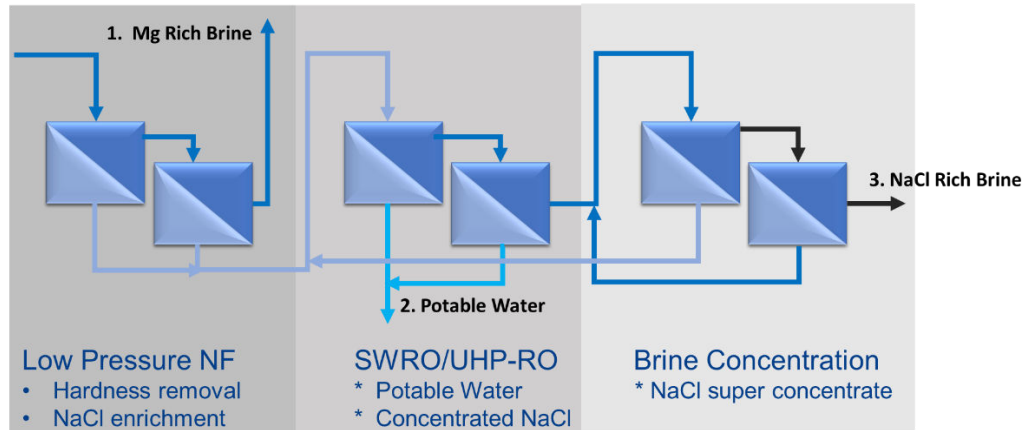 1. Mg Rich Brine
3. NaCl Rich Brine
2. Potable Water
Low Pressure NF
• Hardness removal
• NaCl enrichment
SWRO/UHP-RO
* Potable Water
* Concentrated NaCl
Brine Concentration
* NaCl super concentrate